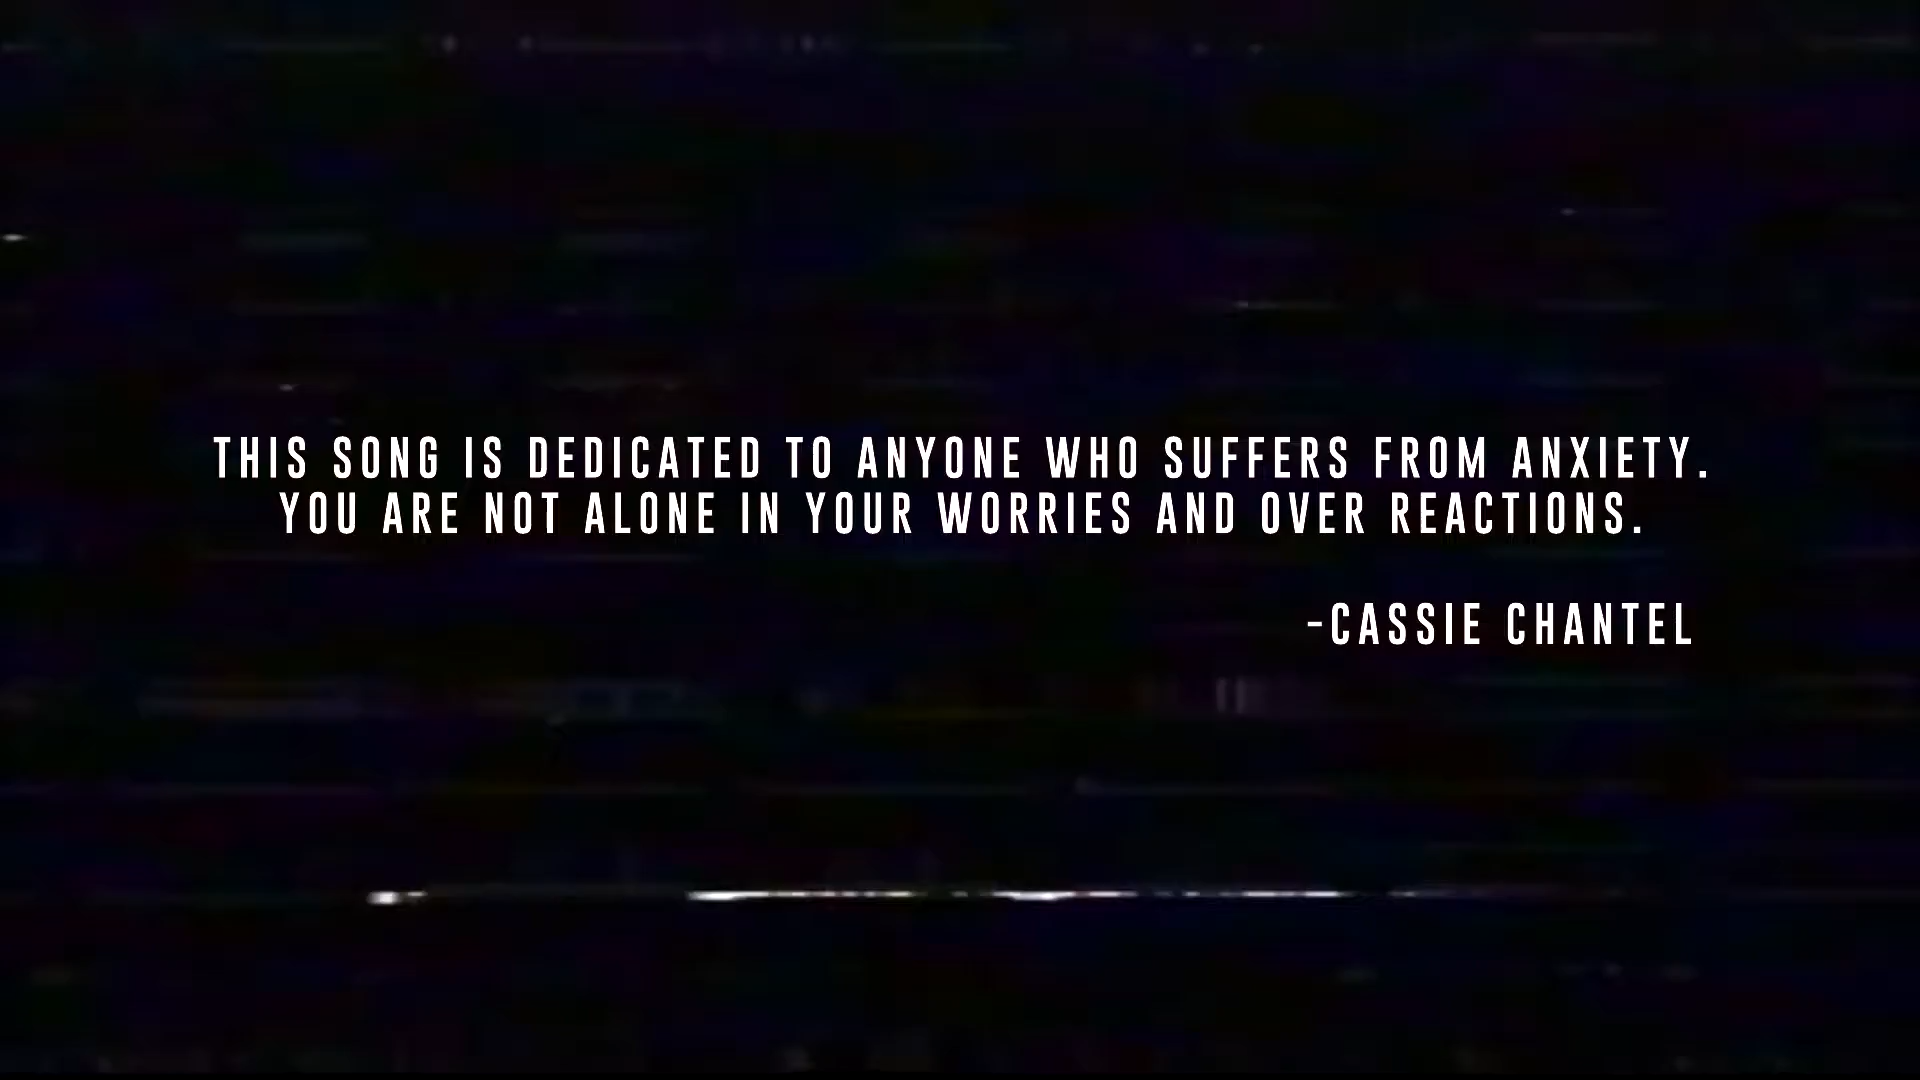 THIS SONG IS DEDICATED TO ANYONE WHO SUFFERS FROM ANXIETY.
YOU ARE NOT ALONE IN YOUR WORRIES AND OVER REACTIONS.
-CASSIE CHANTEL